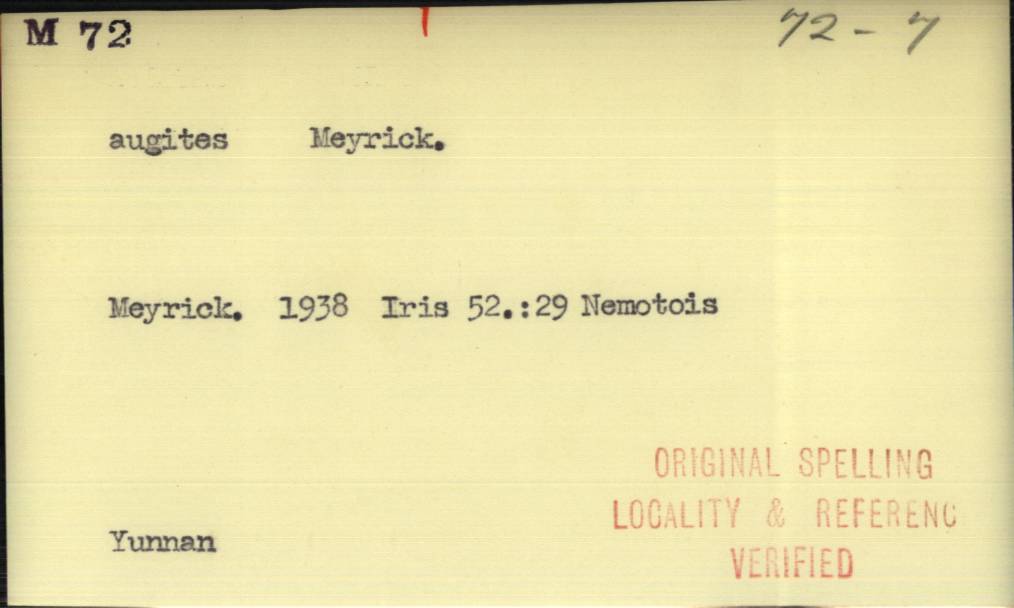 M 72
72-7
augites Meyrick.
Meyrick. 1938 Iris 52.:29 Nemotois
ORIGINAL SPELLING
LOCALITY & REFERENC
VERIFIED
Yunnan